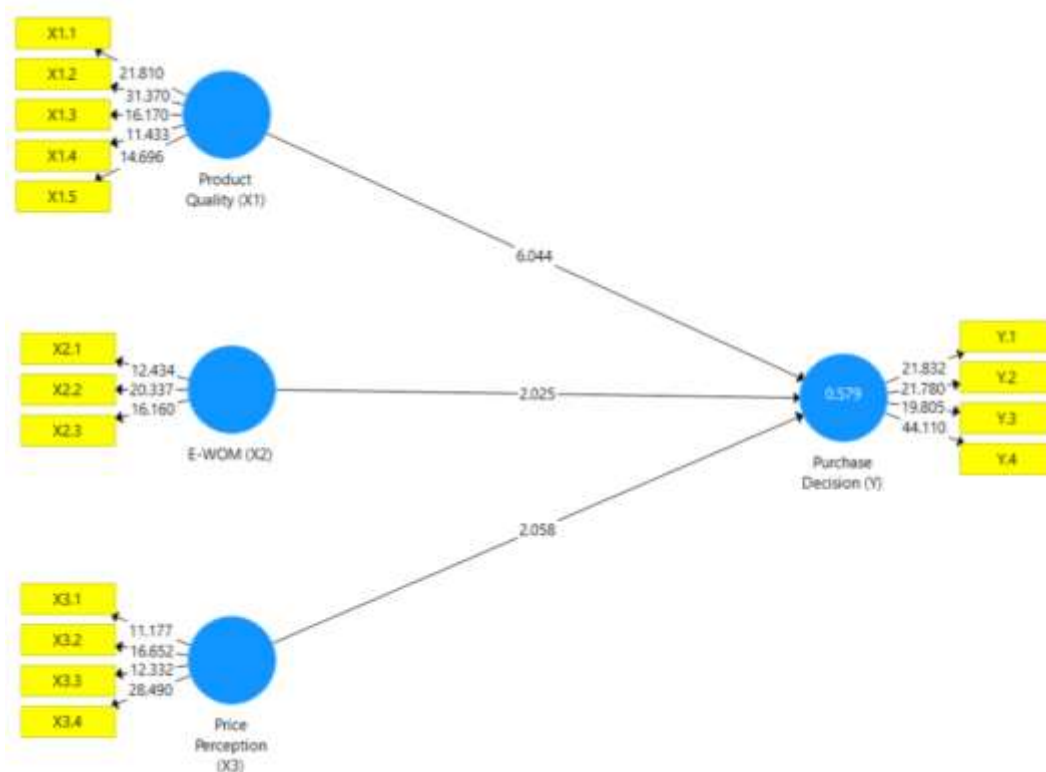 X1.1
X1.2
X1.3
X1.4
X1.5
21.810
31.370
16.170
11.433
14.696
Product
Quality (X1)
6.044
X2.1
X2.2
X2.3
12.434
20.337
16.160
E-WOM (X2)
2.025
0.579
Purchase
Decision (Y)
21.832
21.780
19.805
44.110
Y.1
Y.2
Y.3
Y.4
2.058
X3.1
X3.2
X3.3
X3.4
11.177
16.652
12.332
28.490
Price
Perception
(X3)